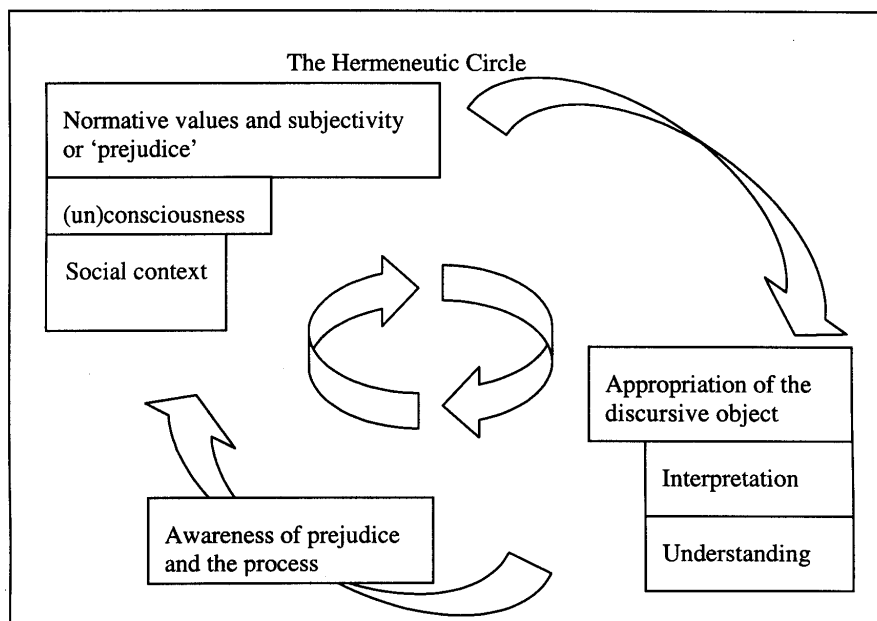 The Hermeneutic Circle
Normative values and subjectivity
or ‘prejudice’
(un)consciousness
Social context
Appropriation of the
discursive object
Interpretation
Understanding
Awareness of prejudice
and the process